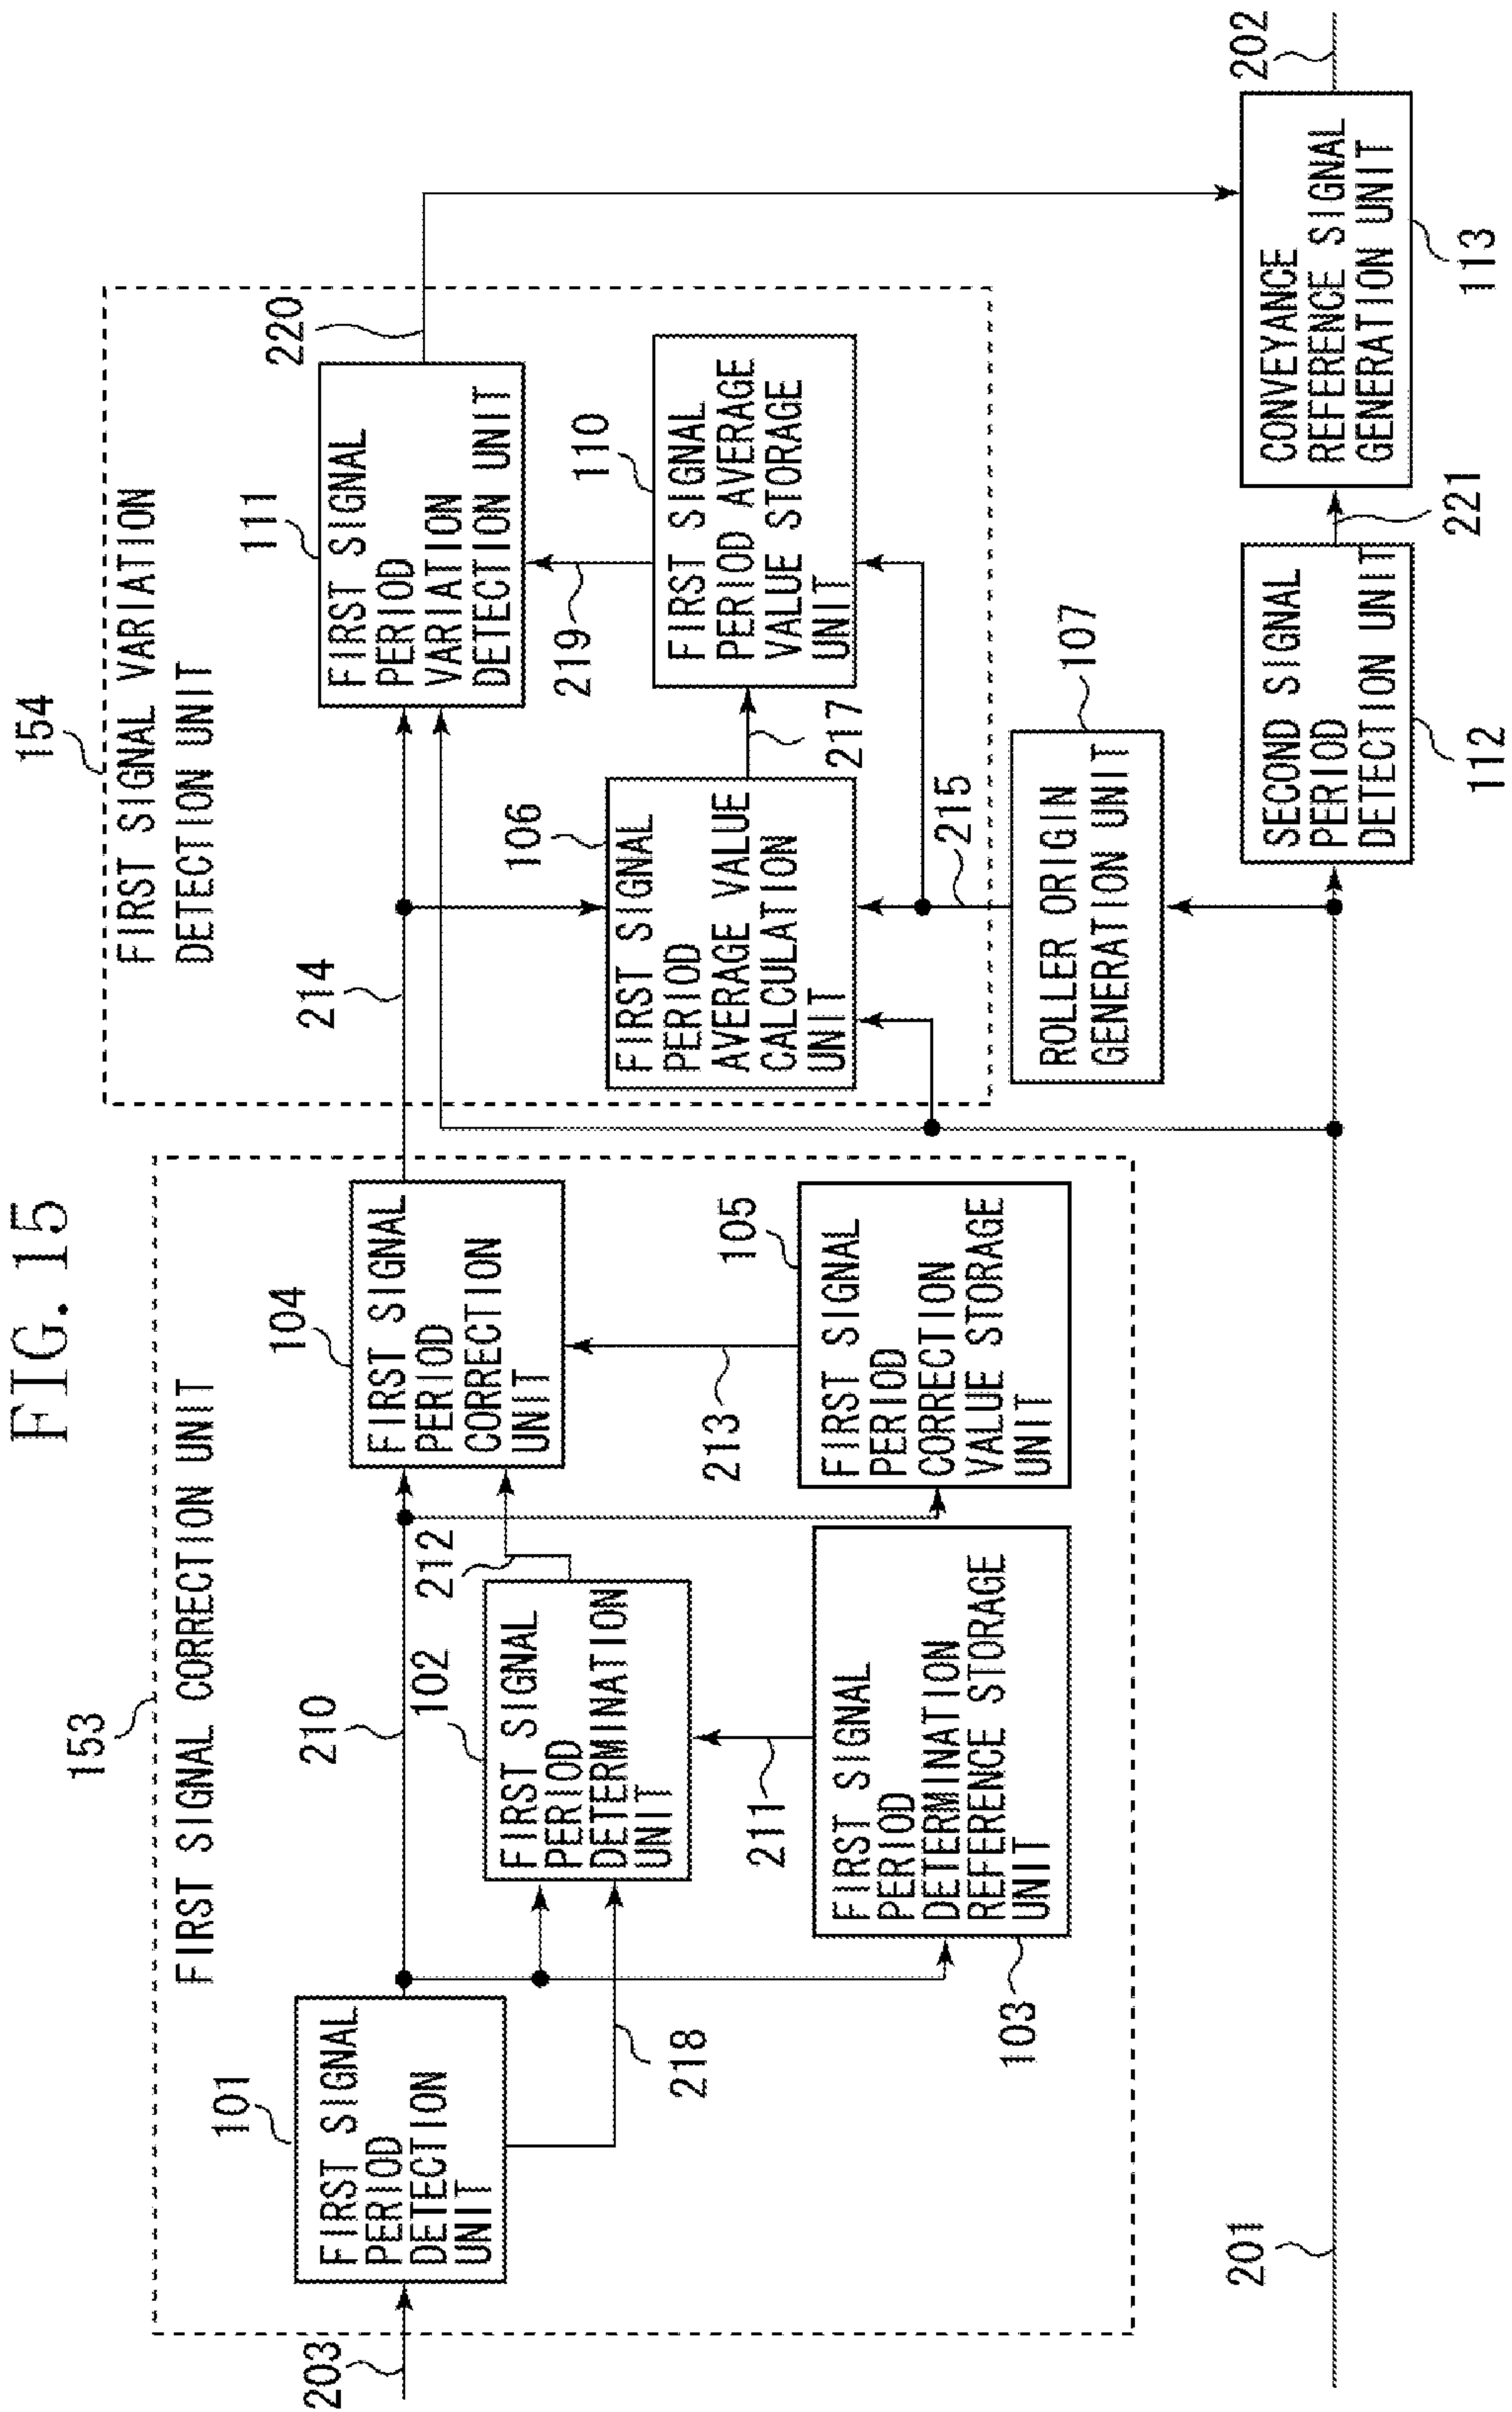 FIG. 15
153
FIRST SIGNAL CORRECTION UNIT
203
101
FIRST SIGNAL
PERIOD
DETECTION
UNIT
210
218
102
FIRST SIGNAL
PERIOD
DETERMINATION
UNIT
212
211
103
FIRST SIGNAL
PERIOD
DETERMINATION
REFERENCE STORAGE
UNIT
104
FIRST SIGNAL
PERIOD
CORRECTION
UNIT
213
105
FIRST SIGNAL
PERIOD
CORRECTION
VALUE STORAGE
UNIT
154
FIRST SIGNAL VARIATION
DETECTION UNIT
214
106
FIRST SIGNAL
PERIOD
AVERAGE VALUE
CALCULATION
UNIT
217
111
FIRST SIGNAL
PERIOD
VARIATION
DETECTION UNIT
220
219
110
FIRST SIGNAL
PERIOD AVERAGE
VALUE STORAGE
UNIT
215
107
ROLLER ORIGIN
GENERATION UNIT
201
SECOND SIGNAL
PERIOD
DETECTION UNIT
112
221
CONVEYANCE
REFERENCE SIGNAL
GENERATION UNIT
113
202